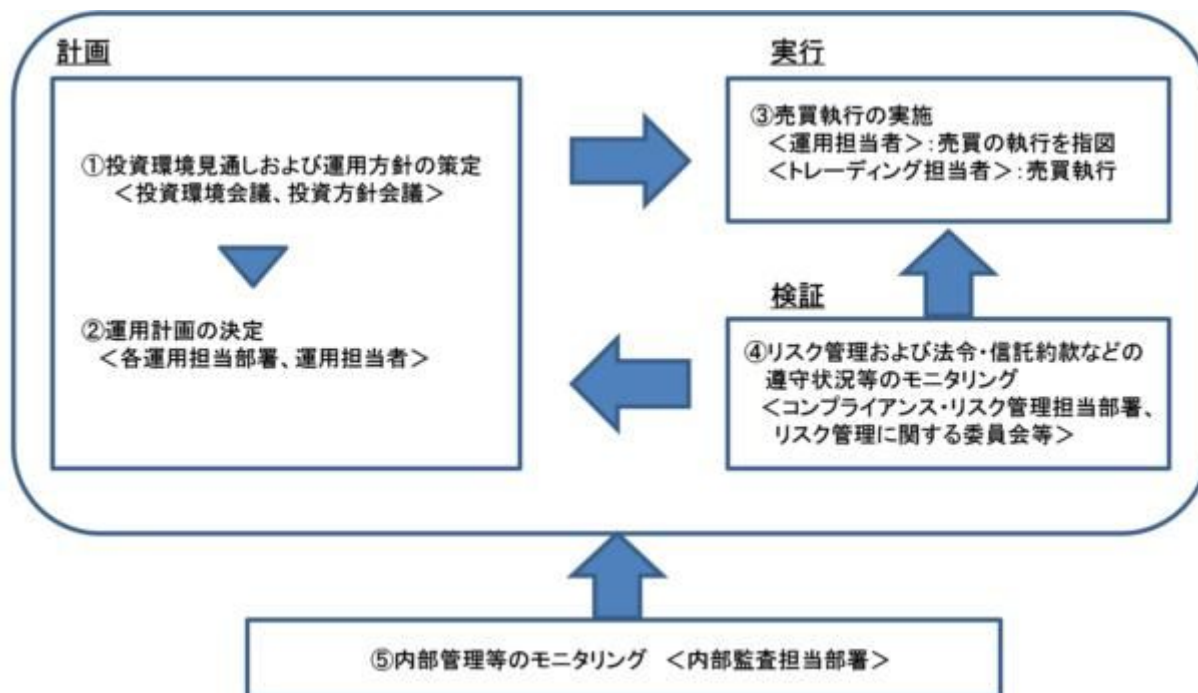 計画
①投資環境見通しおよび運用方針の策定
＜投資環境会議、投資方針会議＞
②運用計画の決定
＜各運用担当部署、運用担当者＞
実行
③売買執行の実施
＜運用担当者＞：売買の執行を指図
＜トレーディング担当者＞：売買執行
検証
④リスク管理および法令・信託約款などの
遵守状況等のモニタリング
＜コンプライアンス・リスク管理担当部署、
リスク管理に関する委員会等＞
⑤内部管理等のモニタリング ＜内部監査担当部署＞